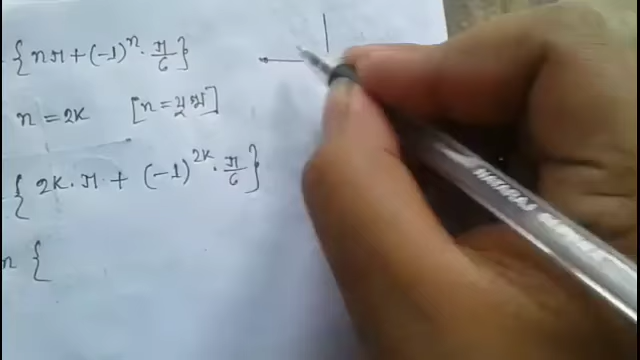 {nπ + (-1)ⁿ · π/6}
n = 2k [n = যুগ্ম]
{2k · π + (-1)²ᵏ · π/6}
n {